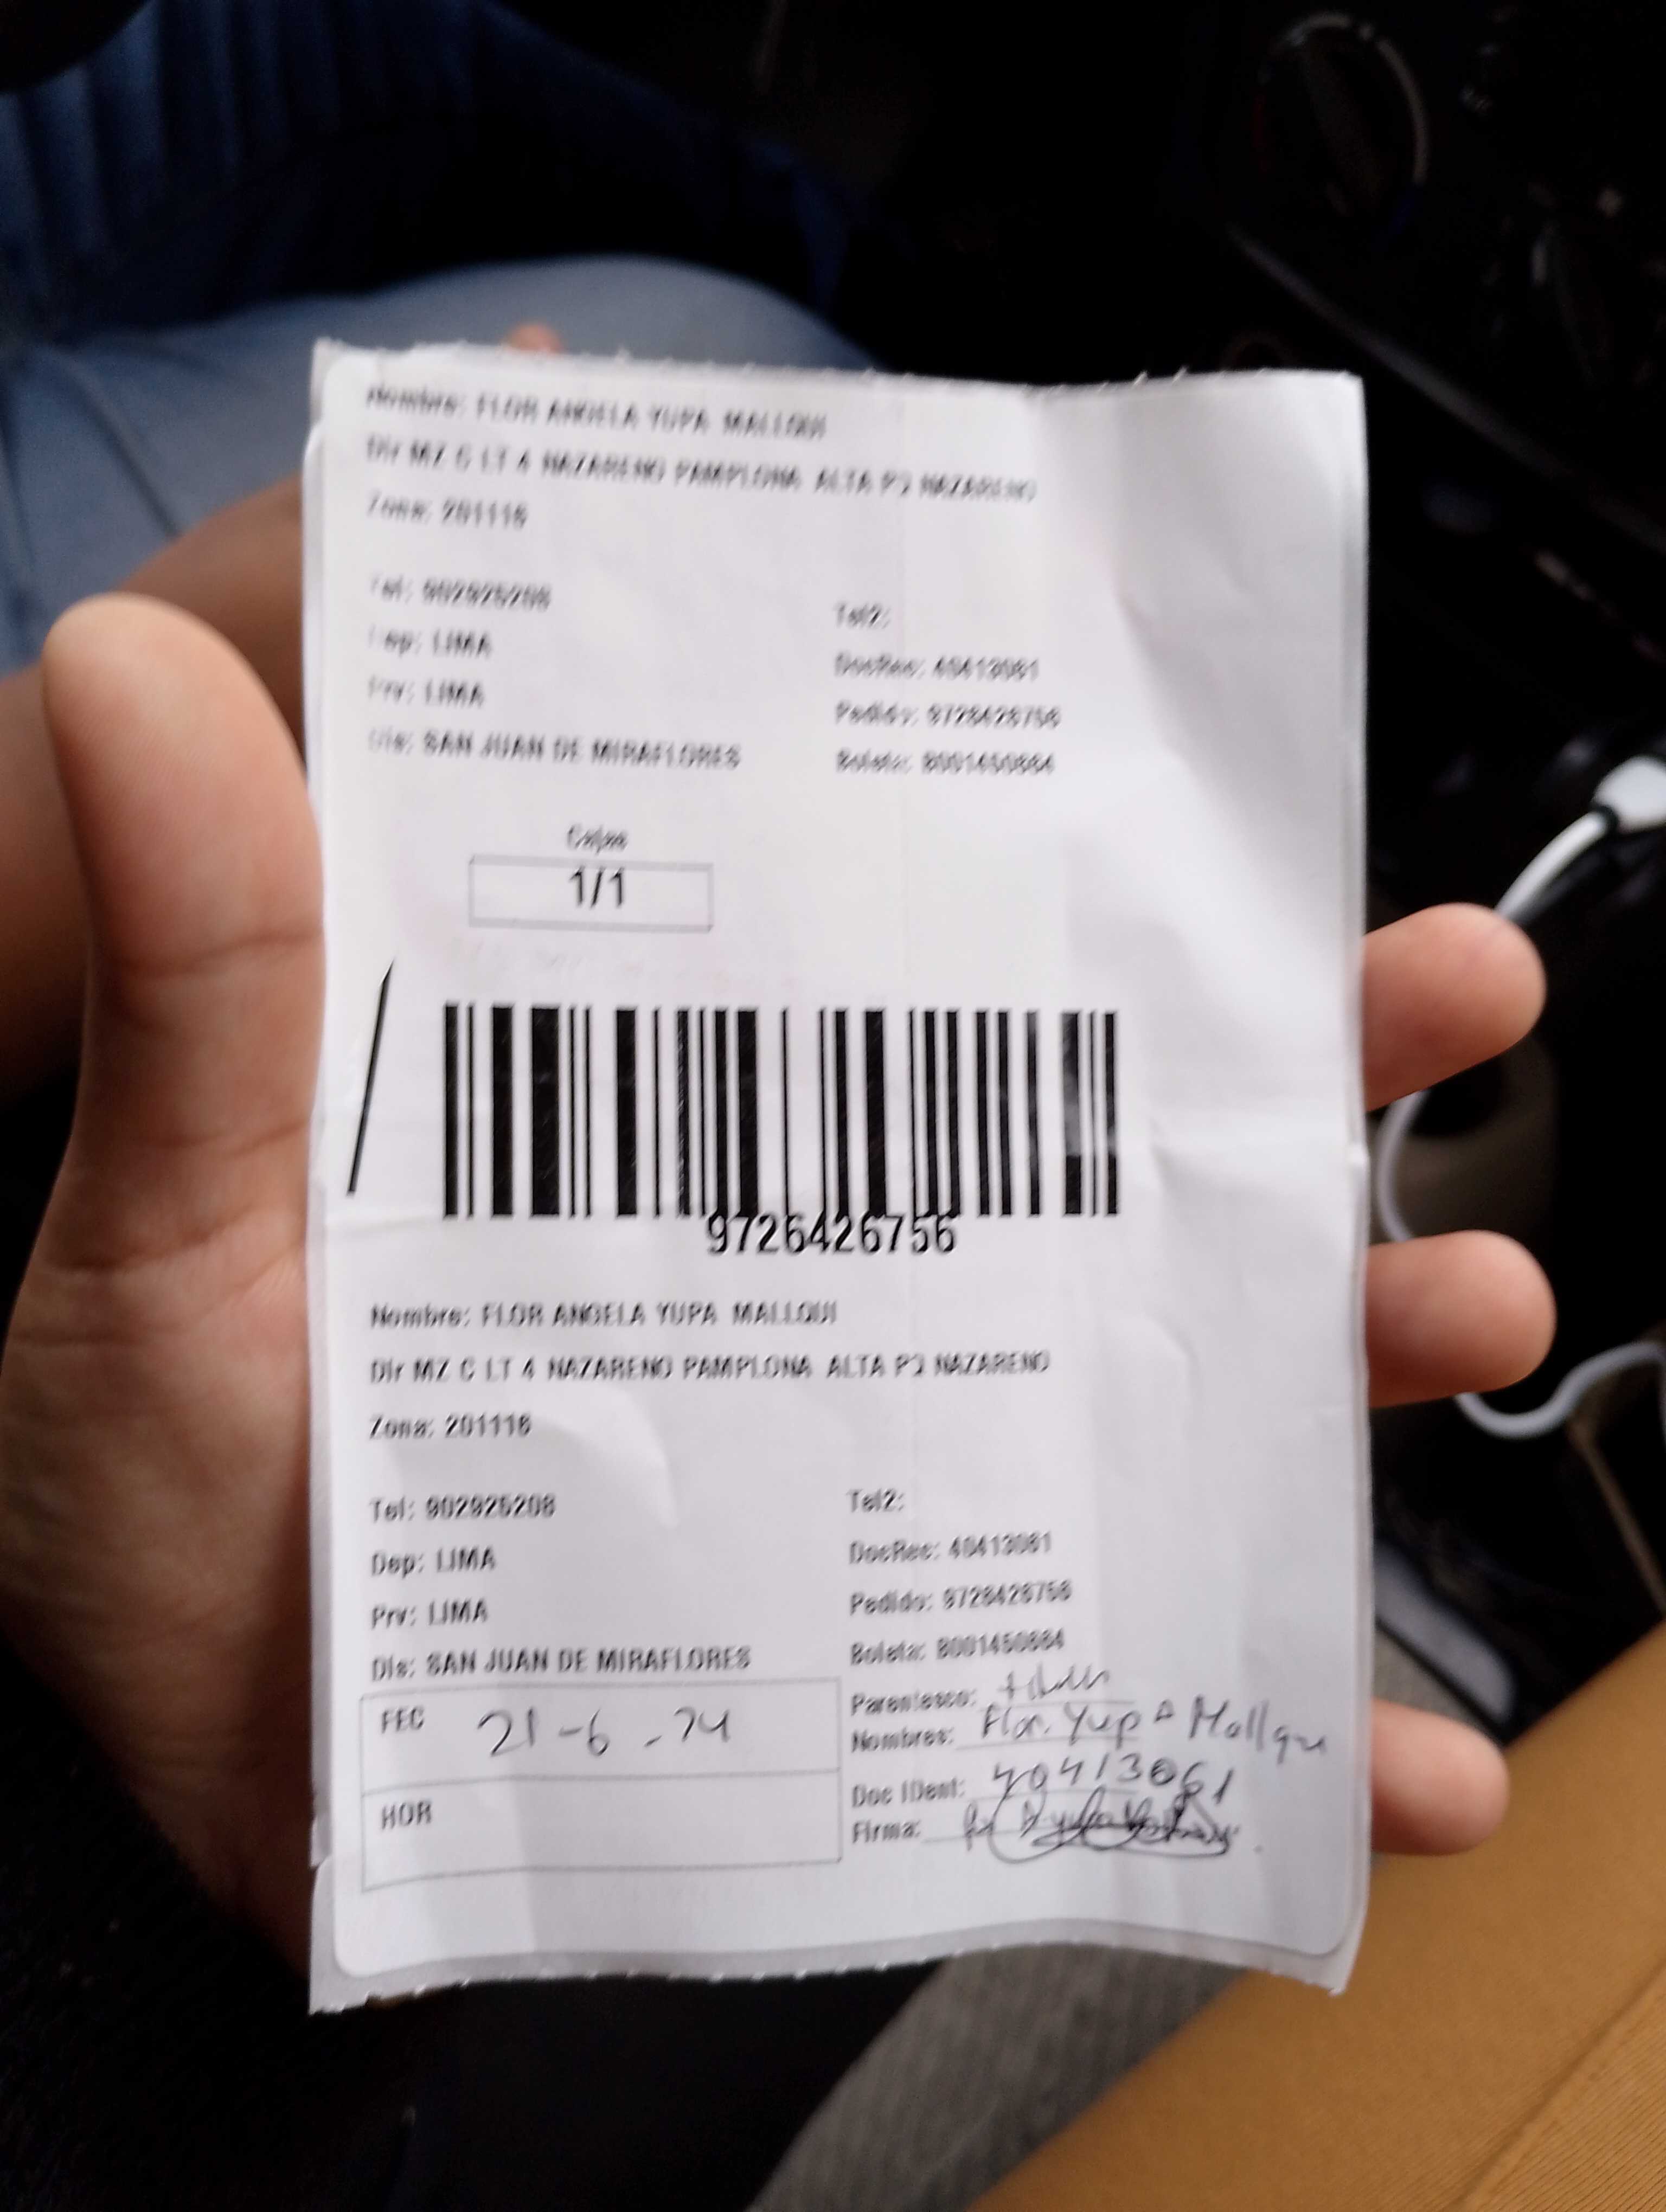 Nombre: FLOR ANGELA YUPA MALLQUI
Dir MZ C LT 4 NAZARENO PAMPLONA ALTA PJ NAZARENO
Zona: 201116
Tel: 902925208
Tel2:
Dep: LIMA
DocRec: 40413061
Prv: LIMA
Pedido: 9726426756
Dis: SAN JUAN DE MIRAFLORES
Boleta: B001450884
Cajas
1/1
9726426756
Nombre: FLOR ANGELA YUPA MALLQUI
Dir MZ C LT 4 NAZARENO PAMPLONA ALTA PJ NAZARENO
Zona: 201116
Tel: 902925208
Tel2:
Dep: LIMA
DocRec: 40413061
Prv: LIMA
Pedido: 9726426756
Dis: SAN JUAN DE MIRAFLORES
Boleta: B001450884
FEC 21-6-24
Parentesco:
Nombres: Flor. Yupa Mallqui
HOR
Doc IDent: 40413061
Firma: